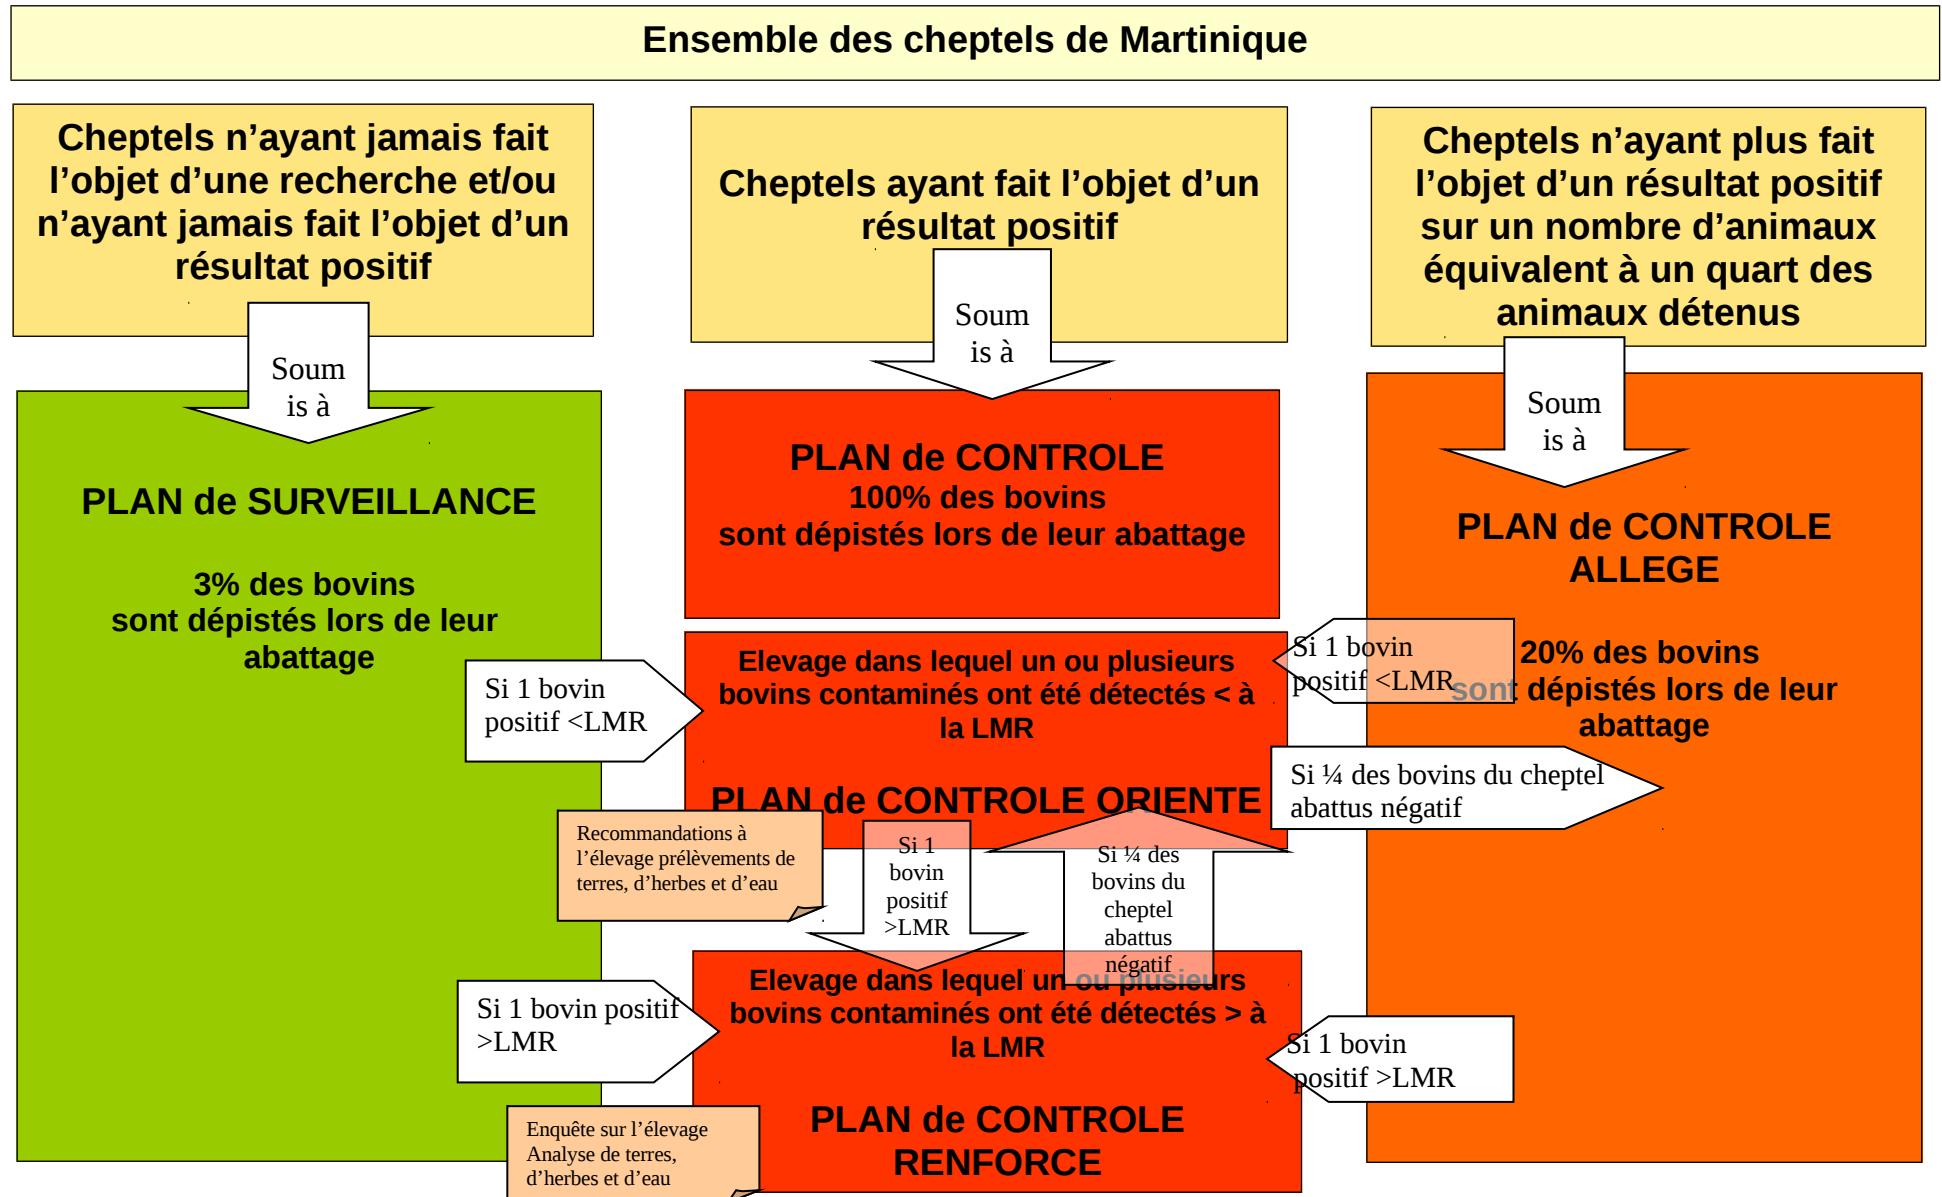 Ensemble des cheptels de Martinique
Cheptels n’ayant jamais fait
l’objet d’une recherche et/ou
n’ayant jamais fait l’objet d’un
résultat positif
Soum
is à
PLAN de SURVEILLANCE
3% des bovins
sont dépistés lors de leur
abattage
Cheptels ayant fait l’objet d’un
résultat positif
Soum
is à
PLAN de CONTROLE
100% des bovins
sont dépistés lors de leur abattage
Cheptels n’ayant plus fait
l’objet d’un résultat positif
sur un nombre d’animaux
équivalent à un quart des
animaux détenus
Soum
is à
PLAN de CONTROLE
ALLEGE
20% des bovins
sont dépistés lors de leur
abattage
Si 1 bovin
positif <LMR
Elevage dans lequel un ou plusieurs
bovins contaminés ont été détectés < à
la LMR
PLAN de CONTROLE ORIENTE
Si 1 bovin
positif <LMR
Si ¼ des bovins du cheptel
abattus négatif
Recommandations à
l’élevage prélèvements de
terres, d’herbes et d’eau
Si 1
bovin
positif
>LMR
Si ¼ des
bovins du
cheptel
abattus
négatif
Si 1 bovin positif
>LMR
Elevage dans lequel un ou plusieurs
bovins contaminés ont été détectés > à
la LMR
PLAN de CONTROLE
RENFORCE
Si 1 bovin
positif >LMR
Enquête sur l’élevage
Analyse de terres,
d’herbes et d’eau